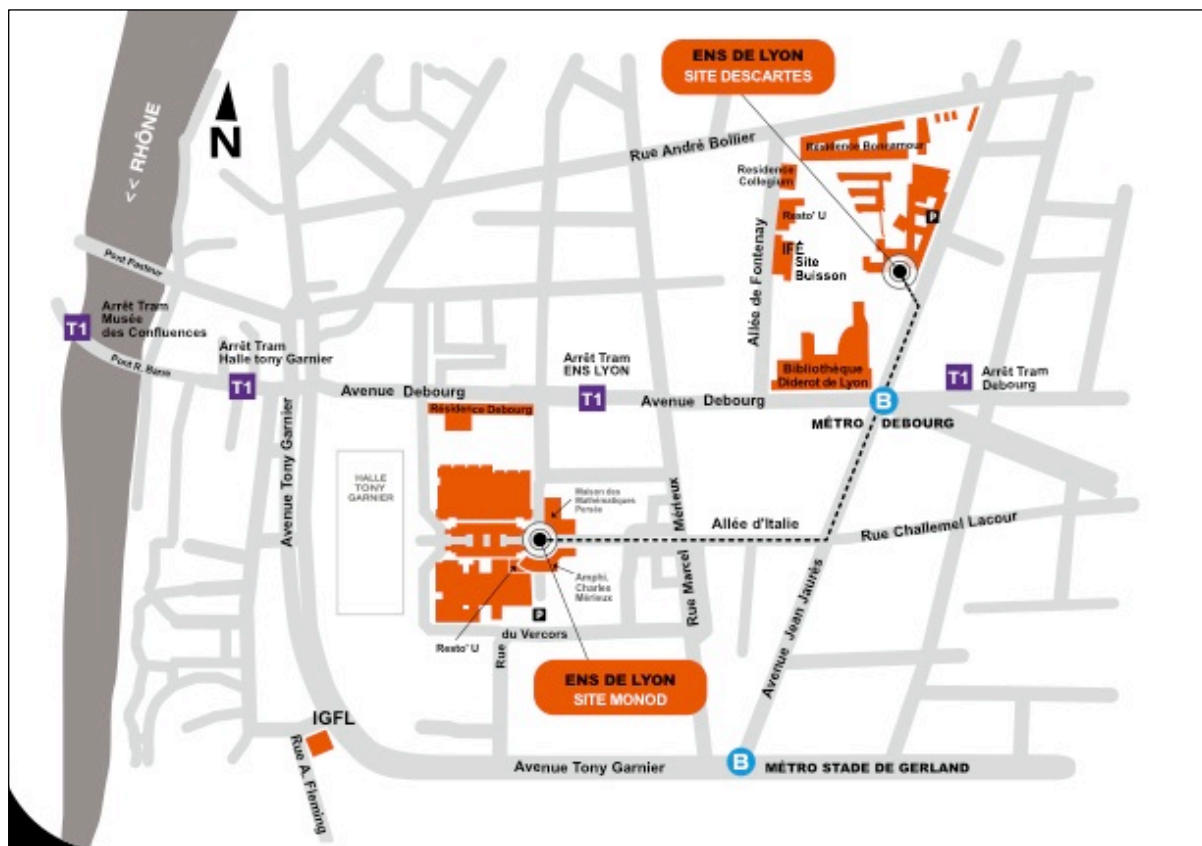 ENS DE LYON
SITE DESCARTES
<< RHÔNE
N
Rue André Bollier
Résidence Boncamour
Residence
Collegium
Resto' U
P
IFÉ
Site
Buisson
Allée de Fontenay
Pont Pasteur
T1
Arrêt Tram
Musée
des Confluences
Pont R. Barre
Arrêt Tram
Halle tony Garnier
T1
Arrêt Tram
ENS LYON
T1
Bibliothèque
Diderot de Lyon
T1
Arrêt Tram
Debourg
Avenue Debourg
Avenue Debourg
B
MÉTRO DEBOURG
Résidence Debourg
Avenue Tony Garnier
HALLE
TONY
GARNIER
Maison des
Mathématiques
Persée
Rue Marcel Mérieux
Allée d'Italie
Rue Challemel Lacour
Amphi.
Charles
Mérieux
P
Resto' U
Rue du Vercors
Avenue Jean Jaurès
ENS DE LYON
SITE MONOD
IGFL
Rue A. Fleming
Avenue Tony Garnier
B
MÉTRO STADE DE GERLAND